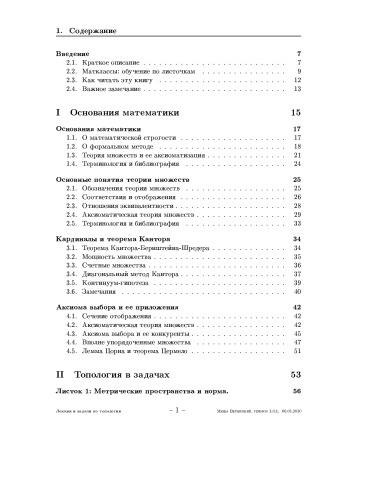 1. Содержание
Введение 7
2.1. Краткое описание . . . . . . . . . . . . . . . . . . . . . . . . . . 7
2.2. Матклассы: обучение по листочкам . . . . . . . . . . . . . . . 9
2.3. Как читать эту книгу . . . . . . . . . . . . . . . . . . . . . . . 12
2.4. Важное замечание . . . . . . . . . . . . . . . . . . . . . . . . . 13
I Основания математики 15
Основания математики 17
1.1. О математической строгости . . . . . . . . . . . . . . . . . . . 17
1.2. О формальном методе . . . . . . . . . . . . . . . . . . . . . . 18
1.3. Теория множеств и ее аксиоматизация . . . . . . . . . . . . . . 21
1.4. Терминология и библиография . . . . . . . . . . . . . . . . . . 24
Основные понятия теории множеств 25
2.1. Обозначения теории множеств . . . . . . . . . . . . . . . . . . 25
2.2. Соответствия и отображения . . . . . . . . . . . . . . . . . . . 26
2.3. Отношения эквивалентности . . . . . . . . . . . . . . . . . . . 28
2.4. Аксиоматическая теория множеств . . . . . . . . . . . . . . . . 29
2.5. Терминология и библиография . . . . . . . . . . . . . . . . . . 33
Кардиналы и теорема Кантора 34
3.1. Теорема Кантора-Бернштейна-Шредера . . . . . . . . . . . . . 34
3.2. Мощность множества . . . . . . . . . . . . . . . . . . . . . . . 35
3.3. Счетные множества . . . . . . . . . . . . . . . . . . . . . . . . 36
3.4. Диагональный метод Кантора . . . . . . . . . . . . . . . . . . . 37
3.5. Континуум-гипотеза . . . . . . . . . . . . . . . . . . . . . . . 39
3.6. Замечания . . . . . . . . . . . . . . . . . . . . . . . . . . . . 40
Аксиома выбора и ее приложения 42
4.1. Сечение отображения . . . . . . . . . . . . . . . . . . . . . . . 42
4.2. Аксиоматическая теория множеств . . . . . . . . . . . . . . . . 42
4.3. Аксиома выбора и ее конкуренты . . . . . . . . . . . . . . . . . 45
4.4. Вполне упорядоченные множества . . . . . . . . . . . . . . . . 47
4.5. Лемма Цорна и теорема Цермело . . . . . . . . . . . . . . . . . 51
II Топология в задачах 53
Листок 1: Метрические пространства и норма. 56
Лекции и задачи по топологии – 1 – Миша Вербицкий,